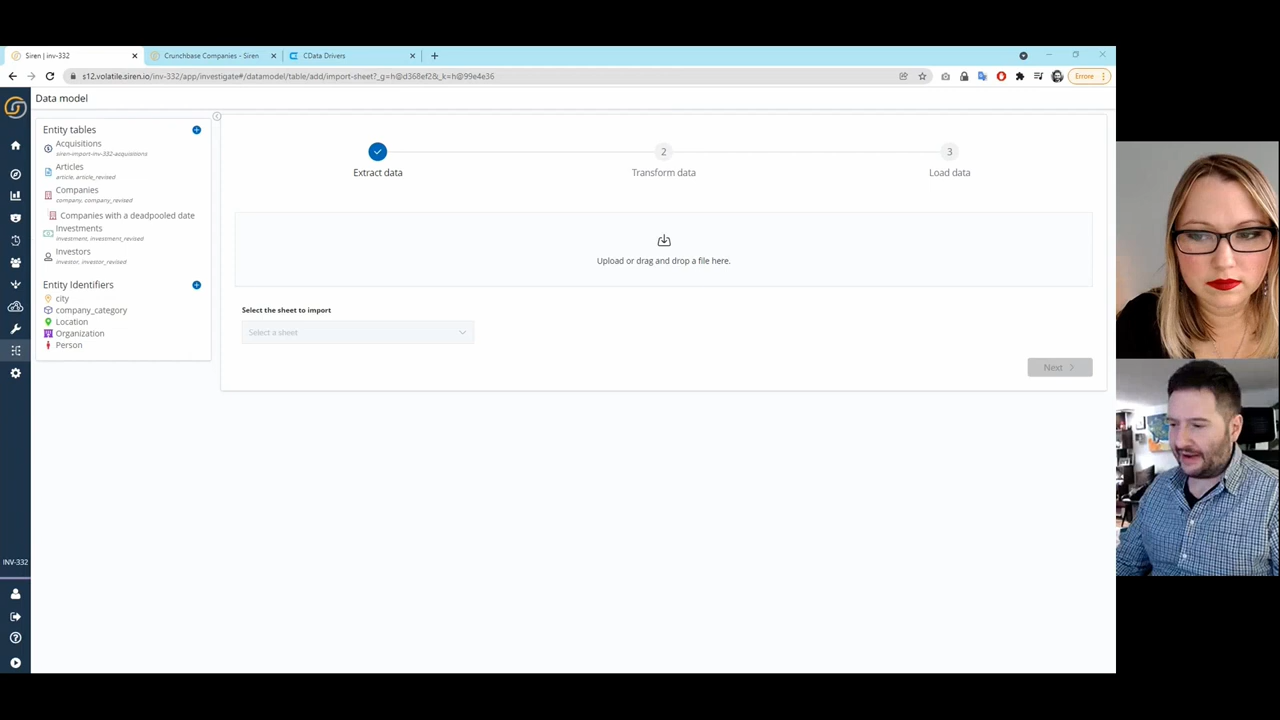 Siren | inv-332
Crunchbase Companies - Siren
CData Drivers
s12.volatile.siren.io/inv-332/app/investigate#/datamodel/table/add/import-sheet?_g=h@d368ef2&_k=h@99e4e36
Errore
Data model
Entity tables
Acquisitions
siren-import-inv-332-acquisitions
Articles
article, article_revised
Companies
company, company_revised
Companies with a deadpooled date
Investments
investment, investment_revised
Investors
investor, investor_revised
Entity Identifiers
city
company_category
Location
Organization
Person
Extract data
2
Transform data
3
Load data
Upload or drag and drop a file here.
Select the sheet to import
Select a sheet
Next
INV-332